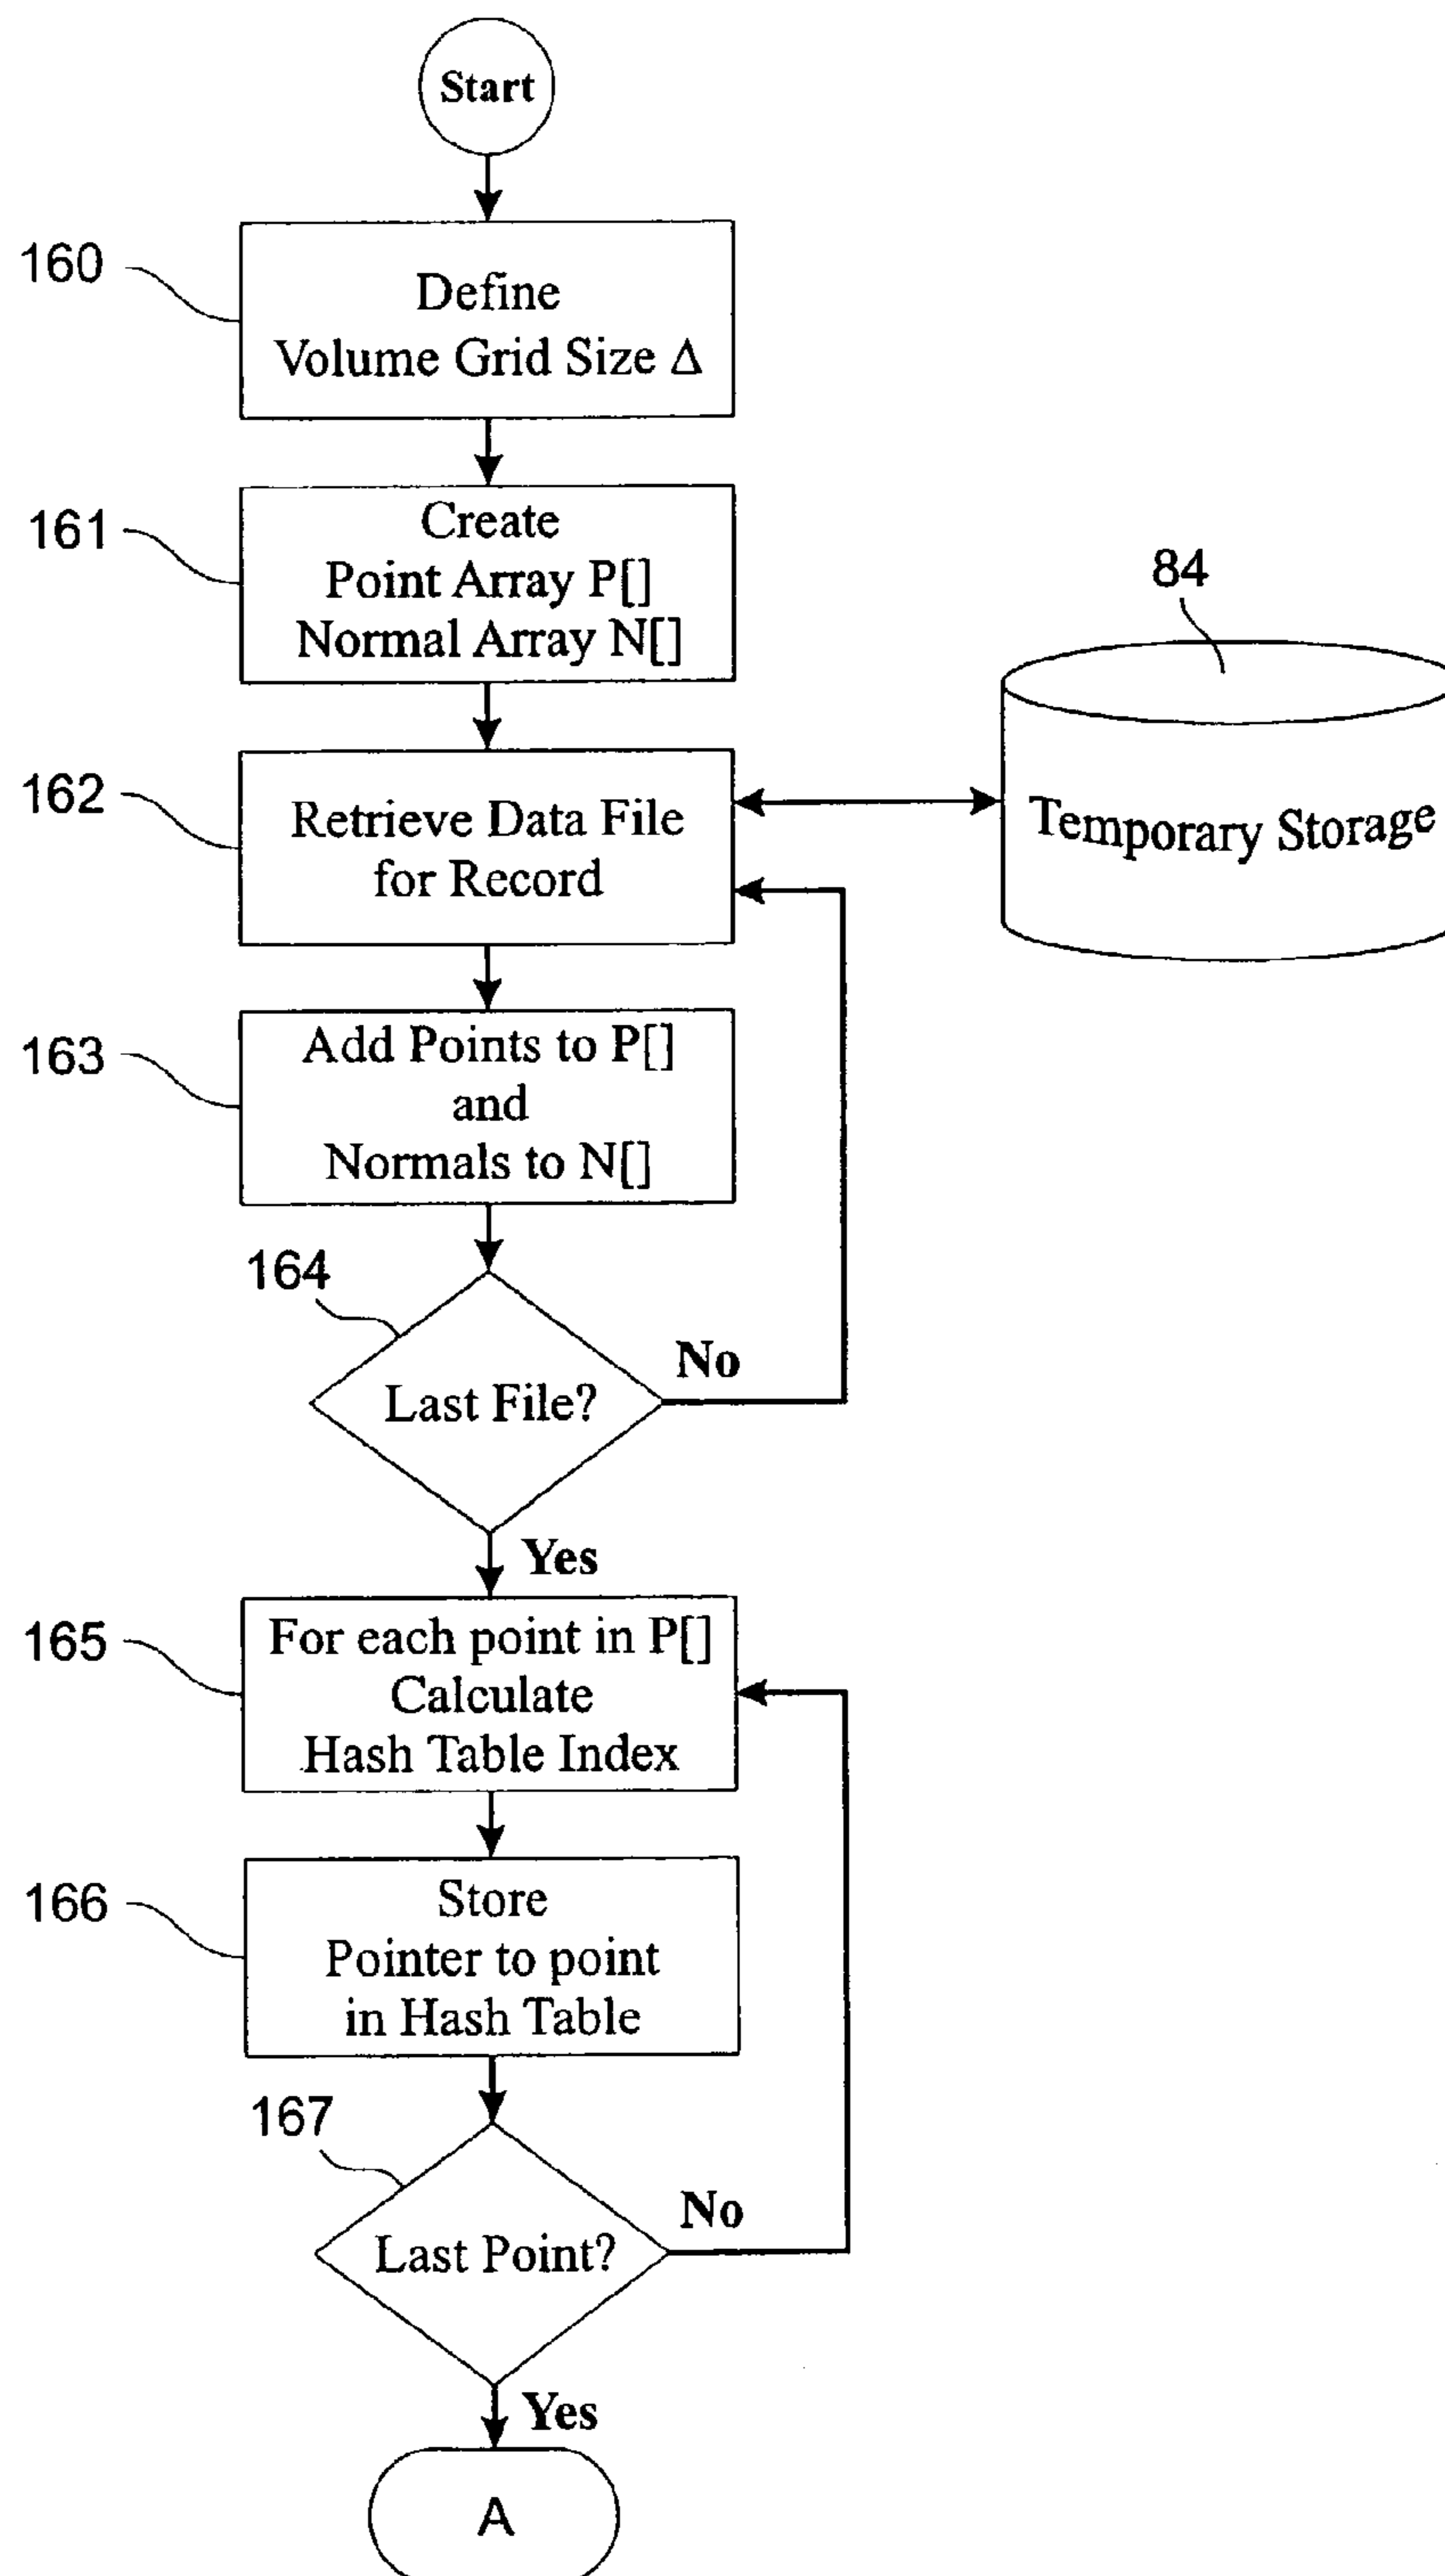 Start
160
Define
Volume Grid Size Δ
161
Create
Point Array P[]
Normal Array N[]
84
162
Retrieve Data File
for Record
Temporary Storage
163
Add Points to P[]
and
Normals to N[]
164
Last File?
No
Yes
165
For each point in P[]
Calculate
Hash Table Index
166
Store
Pointer to point
in Hash Table
167
Last Point?
No
Yes
A